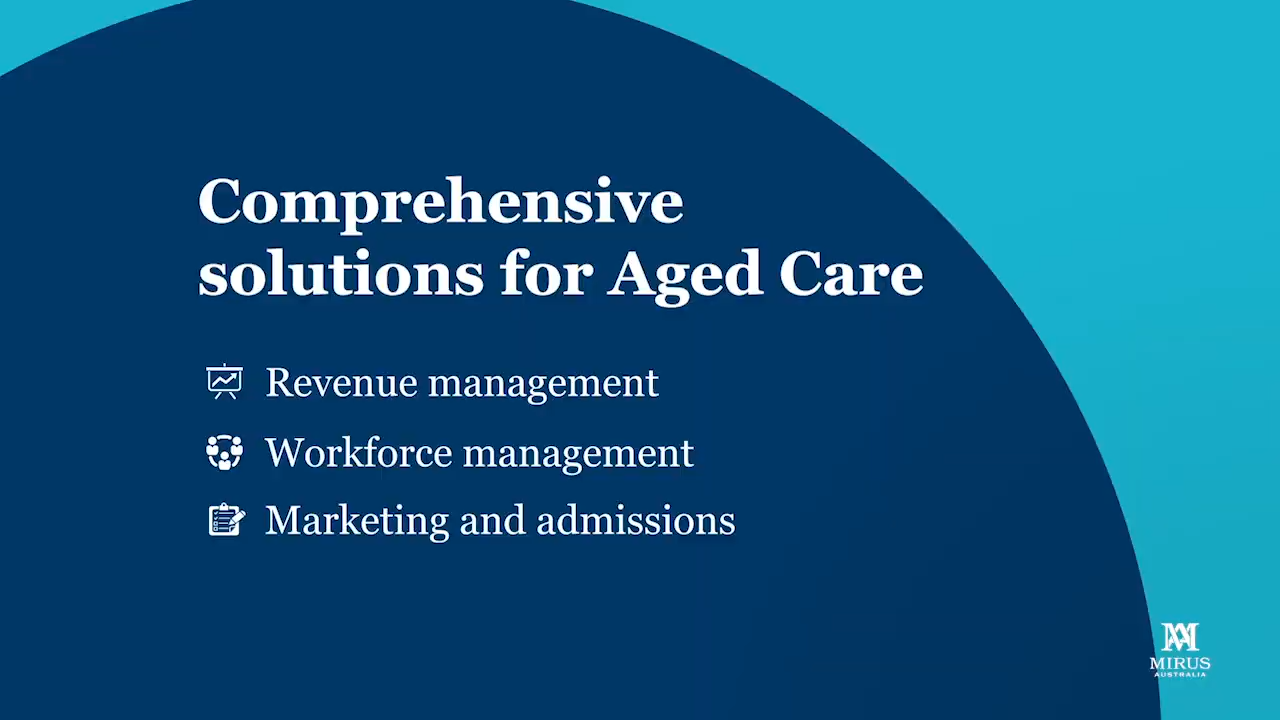 Comprehensive
solutions for Aged Care
Revenue management
Workforce management
Marketing and admissions
MIRUS
AUSTRALIA